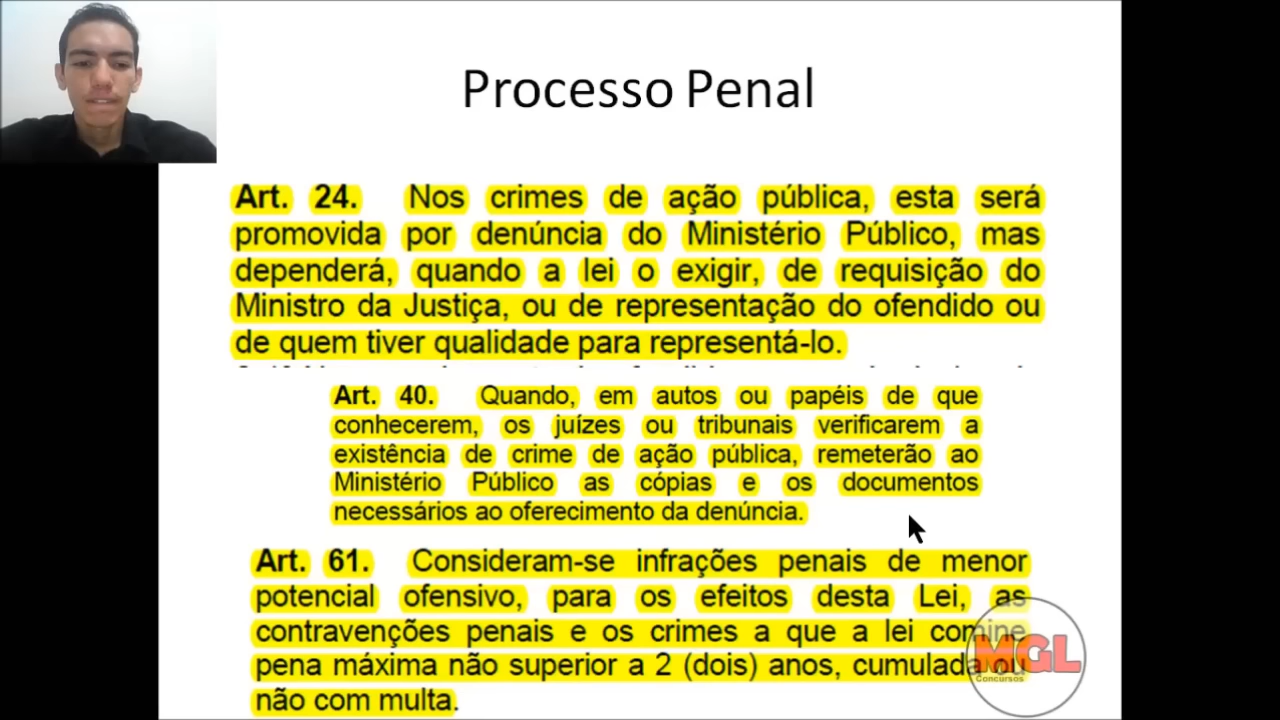 Processo Penal
Art. 24. Nos crimes de ação pública, esta será
promovida por denúncia do Ministério Público, mas
dependerá, quando a lei o exigir, de requisição do
Ministro da Justiça, ou de representação do ofendido ou
de quem tiver qualidade para representá-lo.
Art. 40. Quando, em autos ou papéis de que
conhecerem, os juízes ou tribunais verificarem a
existência de crime de ação pública, remeterão ao
Ministério Público as cópias e os documentos
necessários ao oferecimento da denúncia.
Art. 61. Consideram-se infrações penais de menor
potencial ofensivo, para os efeitos desta Lei, as
contravenções penais e os crimes a que a lei comine
pena máxima não superior a 2 (dois) anos, cumulada ou
não com multa.
MGL
Concursos